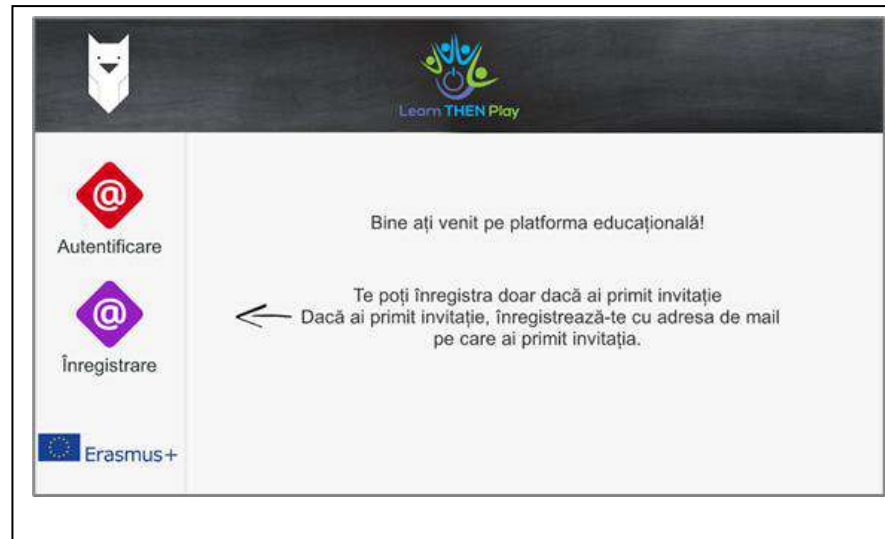 Learn THEN Play
@
Autentificare
@
Înregistrare
Bine ați venit pe platforma educațională!
Te poți înregistra doar dacă ai primit invitație
Dacă ai primit invitație, înregistrează-te cu adresa de mail
pe care ai primit invitația.
Erasmus+